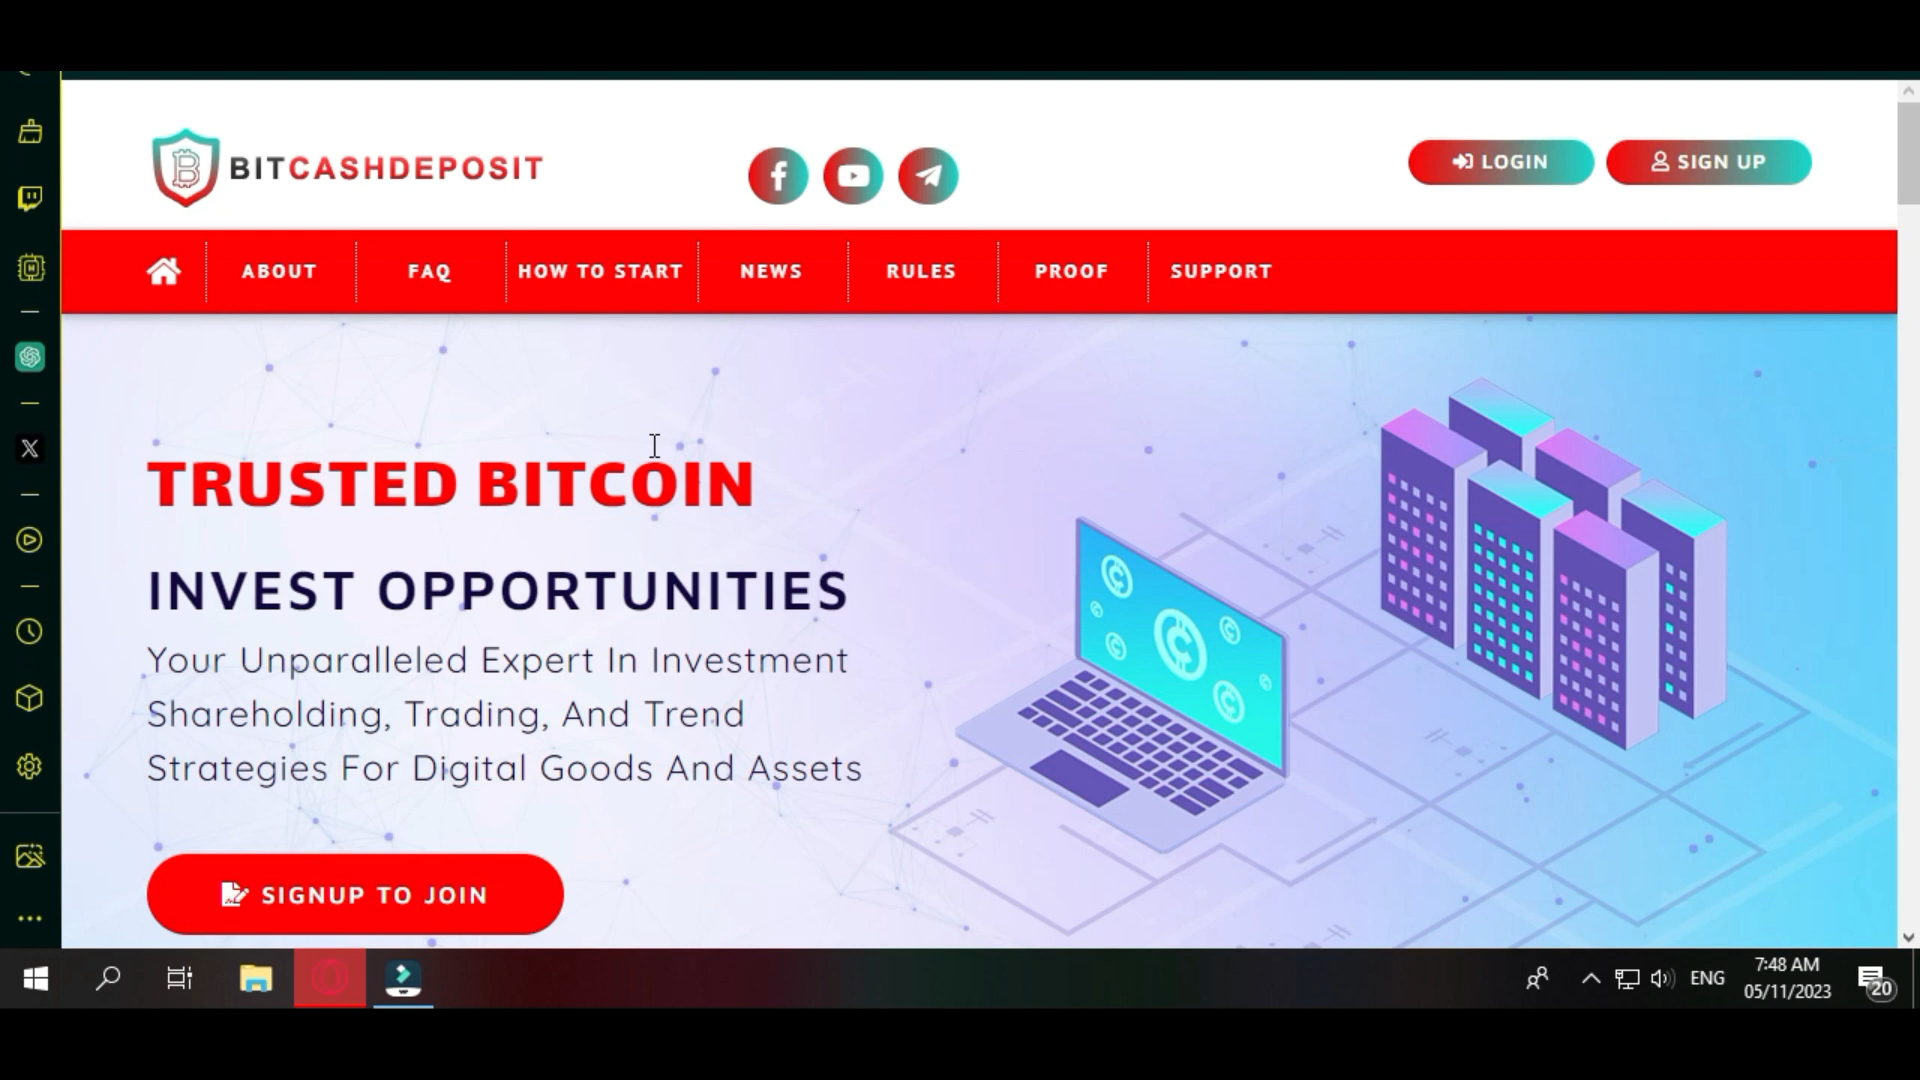 BITCASHDEPOSIT
LOGIN
SIGN UP
ABOUT
FAQ
HOW TO START
NEWS
RULES
PROOF
SUPPORT
TRUSTED BITCOIN
INVEST OPPORTUNITIES
Your Unparalleled Expert In Investment
Shareholding, Trading, And Trend
Strategies For Digital Goods And Assets
SIGNUP TO JOIN
ENG
7:48 AM
05/11/2023
20